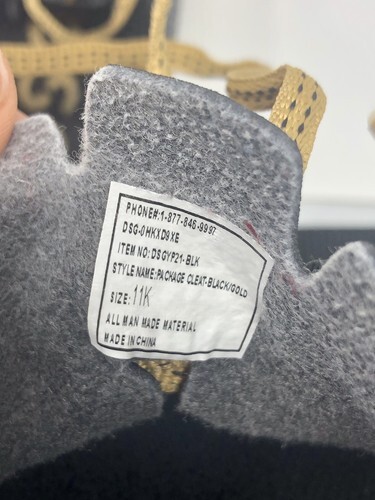 PHONE#:1-877-846-9997
DSG-0HKXD9XE
ITEM NO: DSGYP21-BLK
STYLE NAME: PACKAGE CLEAT-BLACK/GOLD
SIZE: 11K
ALL MAN MADE MATERIAL
MADE IN CHINA